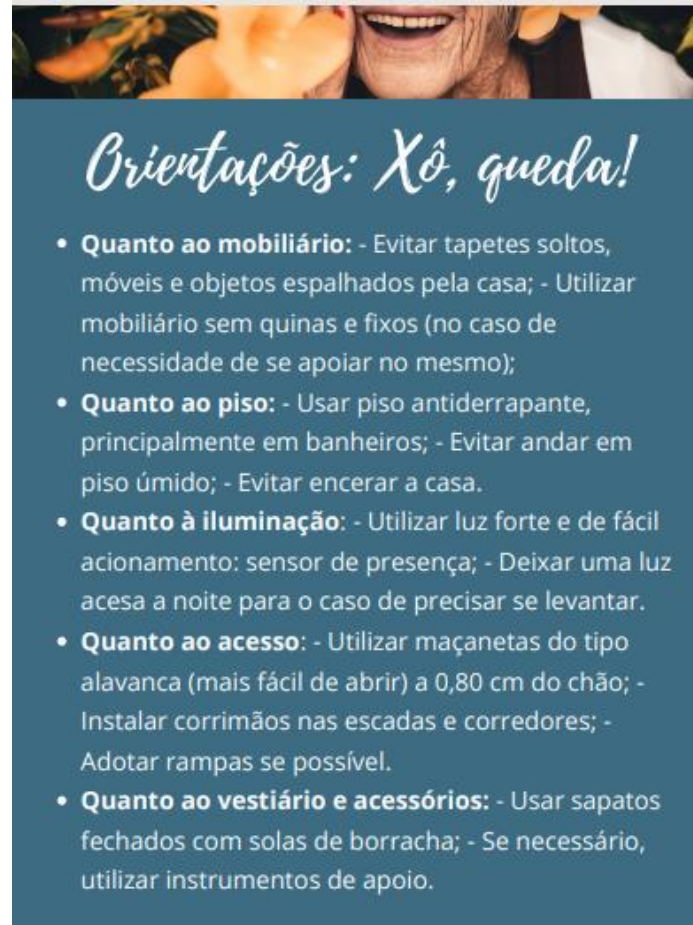 Orientações: Xô, queda!
• Quanto ao mobiliário: - Evitar tapetes soltos,
móveis e objetos espalhados pela casa; - Utilizar
mobiliário sem quinas e fixos (no caso de
necessidade de se apoiar no mesmo);
• Quanto ao piso: - Usar piso antiderrapante,
principalmente em banheiros; - Evitar andar em
piso úmido; - Evitar encerar a casa.
• Quanto à iluminação: - Utilizar luz forte e de fácil
acionamento: sensor de presença; - Deixar uma luz
acesa a noite para o caso de precisar se levantar.
• Quanto ao acesso: - Utilizar maçanetas do tipo
alavanca (mais fácil de abrir) a 0,80 cm do chão; -
Instalar corrimãos nas escadas e corredores; -
Adotar rampas se possível.
• Quanto ao vestiário e acessórios: - Usar sapatos
fechados com solas de borracha; - Se necessário,
utilizar instrumentos de apoio.